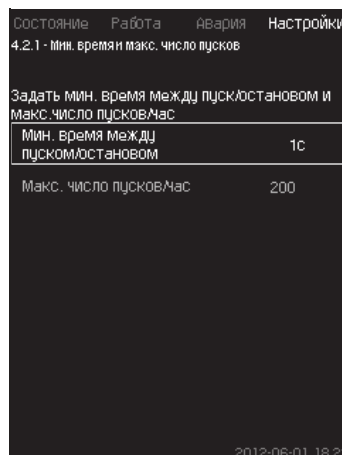 Состояние Работа Авария Настройки
4.2.1 - Мин. время и макс. число пусков
Задать мин. время между пуск/остановом и
макс.число пусков/час
Мин. время между
пуском/остановом
1с
Макс. число пусков/час 200
2012-06-01 18:2